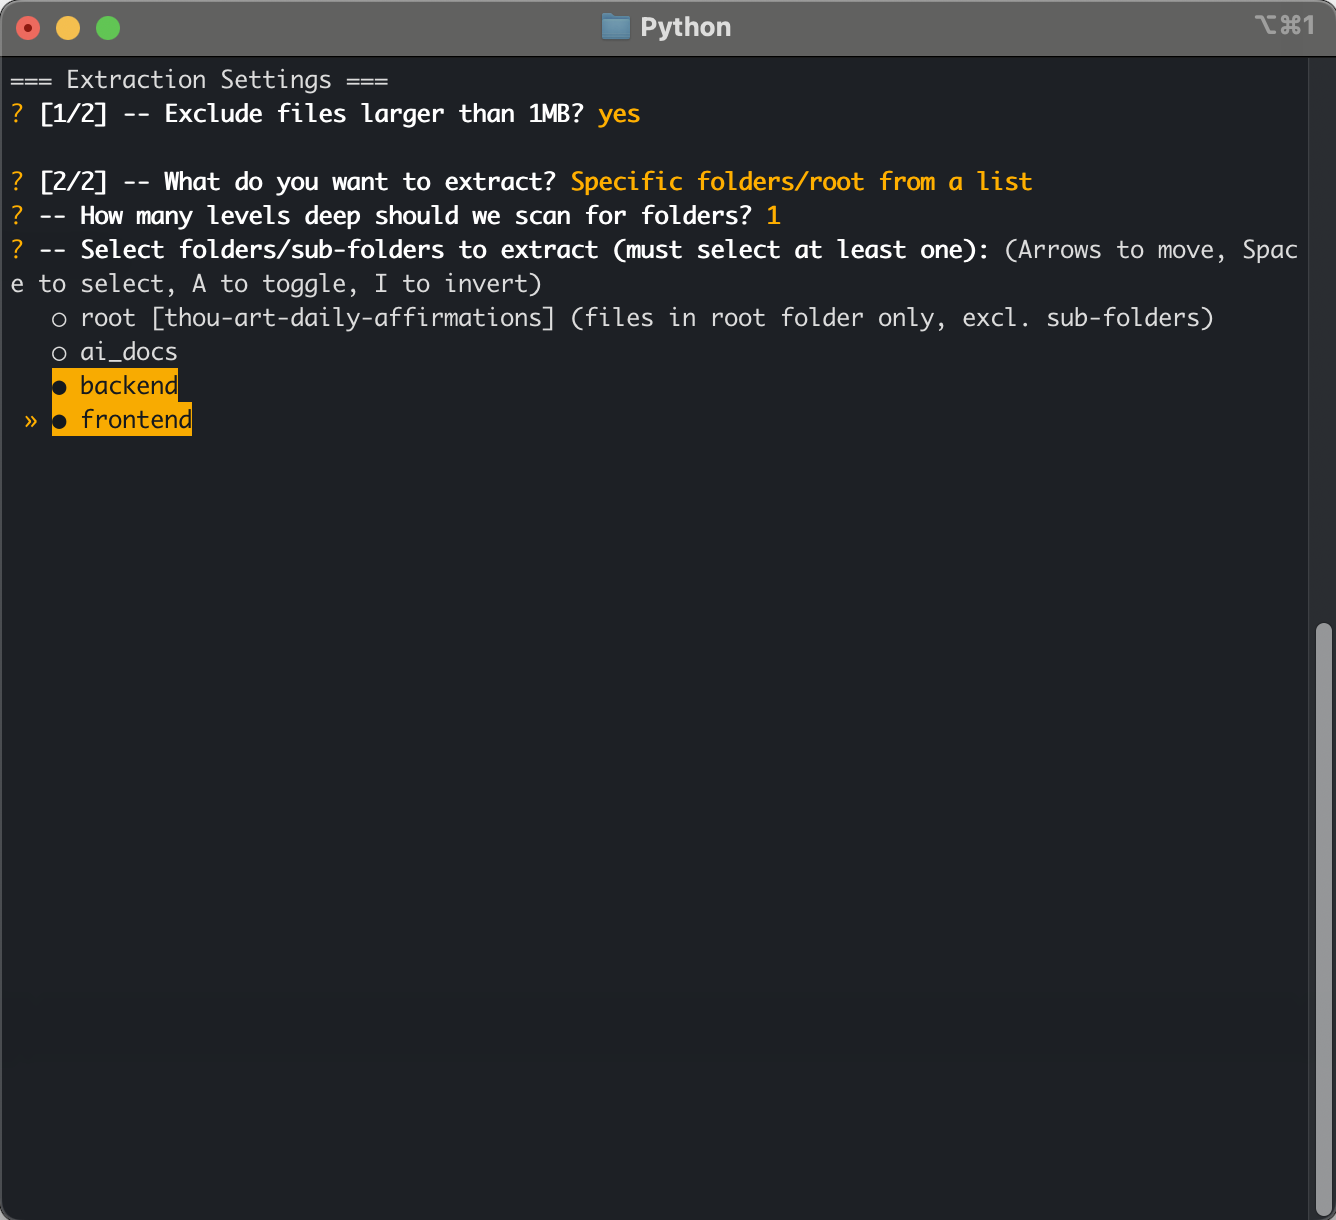 Python
⌥⌘1
=== Extraction Settings ===
? [1/2] -- Exclude files larger than 1MB? yes
? [2/2] -- What do you want to extract? Specific folders/root from a list
? -- How many levels deep should we scan for folders? 1
? -- Select folders/sub-folders to extract (must select at least one): (Arrows to move, Spac
e to select, A to toggle, I to invert)
○ root [thou-art-daily-affirmations] (files in root folder only, excl. sub-folders)
○ ai_docs
● backend
» ● frontend